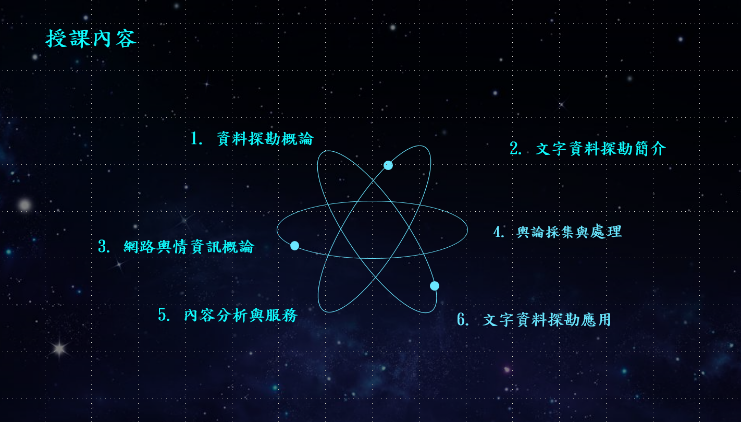 授課內容
1. 資料探勘概論
2. 文字資料探勘簡介
3. 網路輿情資訊概論
4. 輿論採集與處理
5. 內容分析與服務
6. 文字資料探勘應用